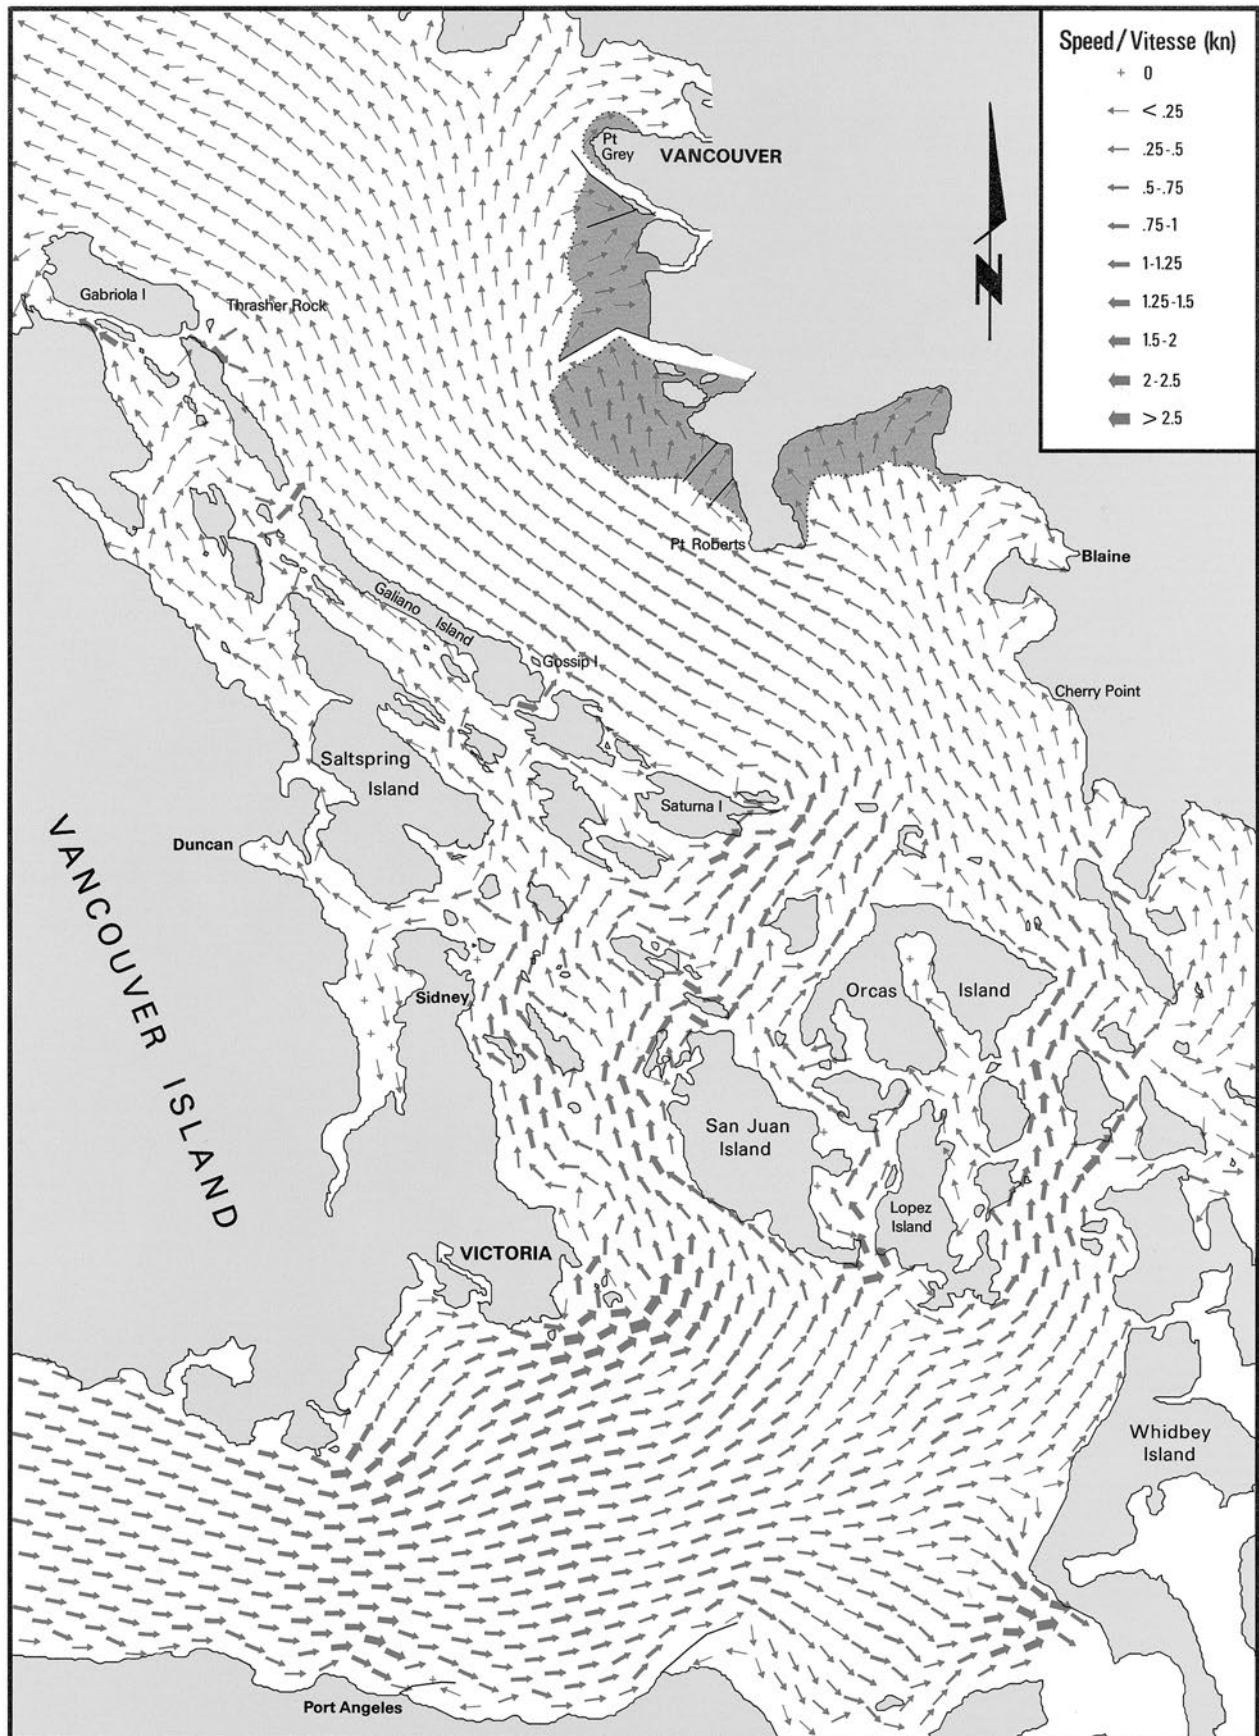 Speed/Vitesse (kn)
0
< .25
.25-.5
.5-.75
.75-1
1-1.25
1.25-1.5
1.5-2
2-2.5
> 2.5
N
Pt
Grey
VANCOUVER
Gabriola I
Thrasher Rock
Pt Roberts
Blaine
Galiano
Island
Gossip I
Cherry Point
Saltspring
Island
Saturna I
Duncan
VANCOUVER ISLAND
Sidney
Orcas
Island
San Juan
Island
Lopez
Island
VICTORIA
Whidbey
Island
Port Angeles